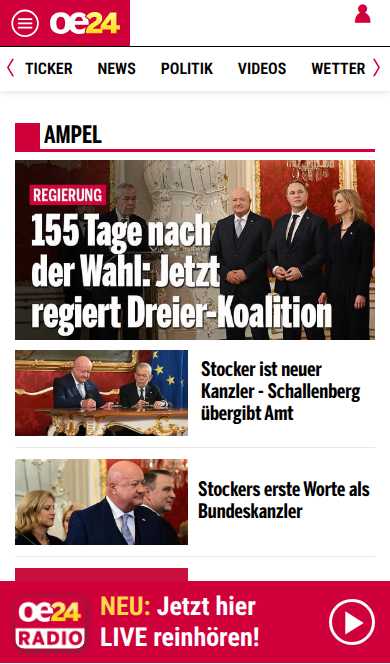 oe24
TICKER NEWS POLITIK VIDEOS WETTER
AMPEL
REGIERUNG
155 Tage nach
der Wahl: Jetzt
regiert Dreier-Koalition
Stocker ist neuer
Kanzler - Schallenberg
übergibt Amt
Stockers erste Worte als
Bundeskanzler
oe24
RADIO
NEU: Jetzt hier
LIVE reinhören!